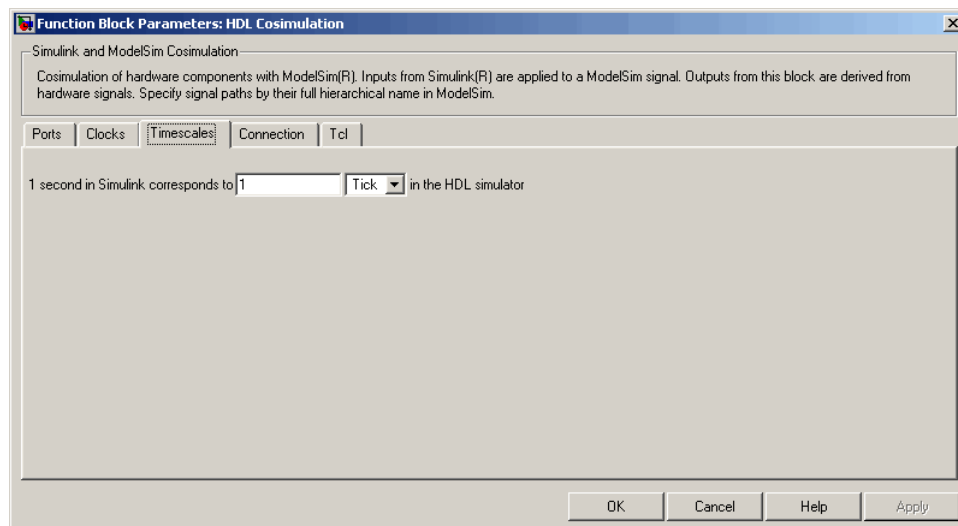 Function Block Parameters: HDL Cosimulation
Simulink and ModelSim Cosimulation
Cosimulation of hardware components with ModelSim(R). Inputs from Simulink(R) are applied to a ModelSim signal. Outputs from this block are derived from
hardware signals. Specify signal paths by their full hierarchical name in ModelSim.
Ports Clocks Timescales Connection Tcl
1 second in Simulink corresponds to 1 Tick in the HDL simulator
OK Cancel Help Apply